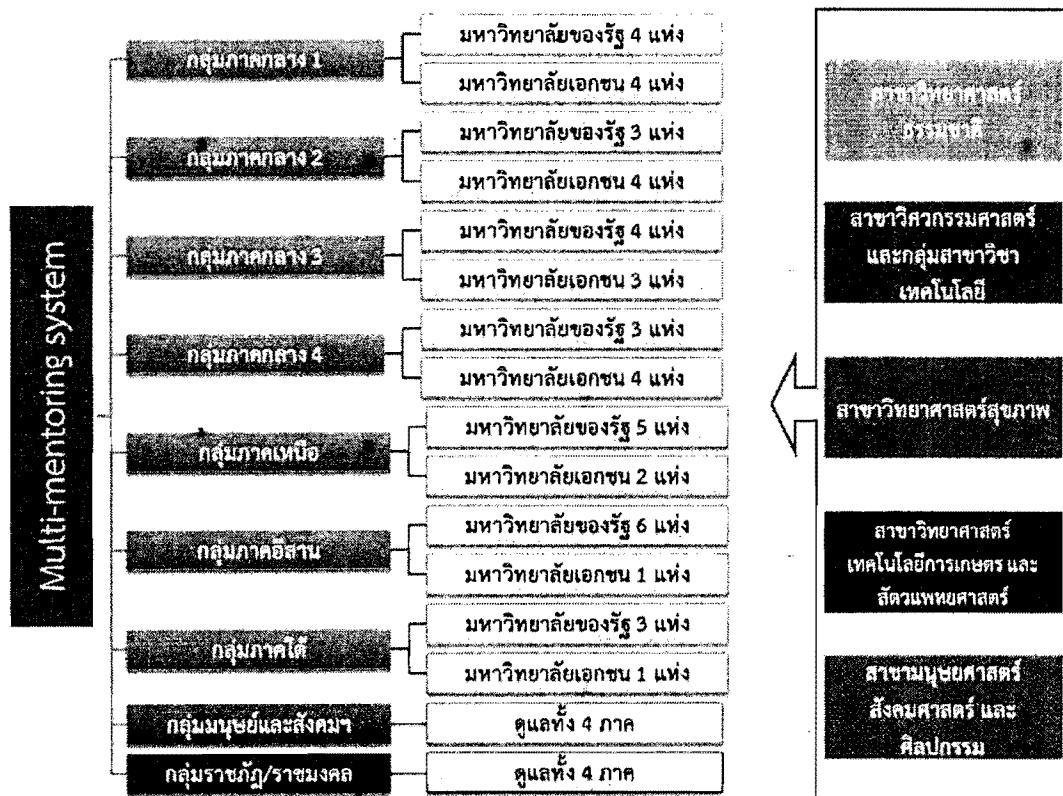 Multi-mentoring system
กลุ่มภาคกลาง 1
มหาวิทยาลัยของรัฐ 4 แห่ง
มหาวิทยาลัยเอกชน 4 แห่ง
กลุ่มภาคกลาง 2
มหาวิทยาลัยของรัฐ 3 แห่ง
มหาวิทยาลัยเอกชน 4 แห่ง
กลุ่มภาคกลาง 3
มหาวิทยาลัยของรัฐ 4 แห่ง
มหาวิทยาลัยเอกชน 3 แห่ง
กลุ่มภาคกลาง 4
มหาวิทยาลัยของรัฐ 3 แห่ง
มหาวิทยาลัยเอกชน 4 แห่ง
กลุ่มภาคเหนือ
มหาวิทยาลัยของรัฐ 5 แห่ง
มหาวิทยาลัยเอกชน 2 แห่ง
กลุ่มภาคอีสาน
มหาวิทยาลัยของรัฐ 6 แห่ง
มหาวิทยาลัยเอกชน 1 แห่ง
กลุ่มภาคใต้
มหาวิทยาลัยของรัฐ 3 แห่ง
มหาวิทยาลัยเอกชน 1 แห่ง
กลุ่มมนุษย์และสังคมฯ
ดูแลทั้ง 4 ภาค
กลุ่มราชภัฏ/ราชมงคล
ดูแลทั้ง 4 ภาค
สาขาวิทยาศาสตร์
ธรรมชาติ
สาขาวิศวกรรมศาสตร์
และกลุ่มสาขาวิชา
เทคโนโลยี
สาขาวิทยาศาสตร์สุขภาพ
สาขาวิทยาศาสตร์
เทคโนโลยีการเกษตร และ
สัตวแพทยศาสตร์
สาขามนุษยศาสตร์
สังคมศาสตร์ และ
ศิลปกรรม